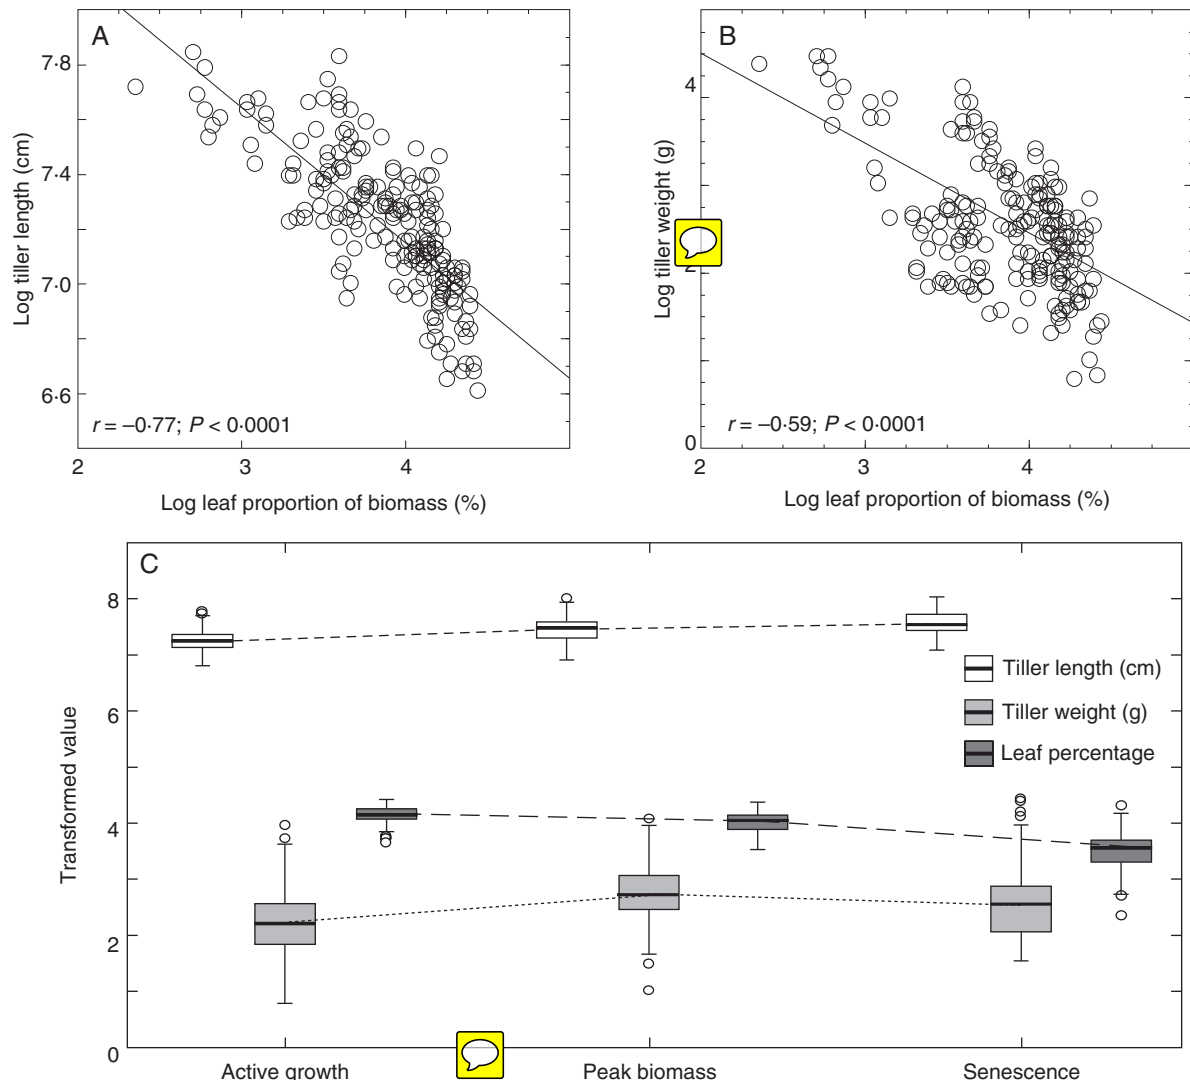 A
7·8
7·4
7·0
6·6
Log tiller length (cm)
r = –0·77; P < 0·0001
2
3
4
Log leaf proportion of biomass (%)
B
4
2
0
Log tiller weight (g)
r = –0·59; P < 0·0001
2
3
4
Log leaf proportion of biomass (%)
C
8
6
4
2
0
Transformed value
Tiller length (cm)
Tiller weight (g)
Leaf percentage
Active growth
Peak biomass
Senescence